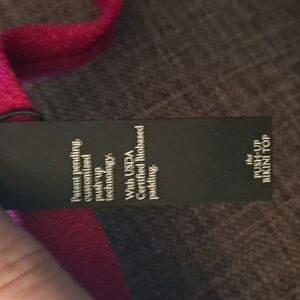 Patent pending,
customized
push-up
technology.
With USDA
Certified Biobased
padding.
the
PUSH-UP
BIKINI TOP